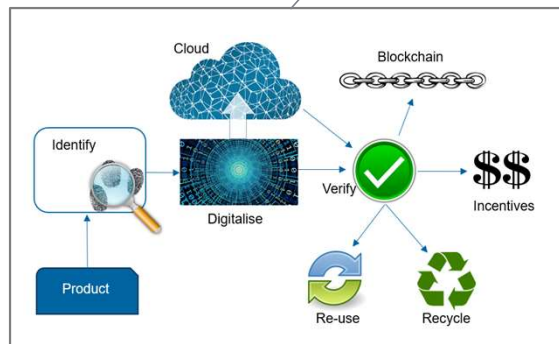 Cloud
Blockchain
Identify
Verify
$$
Incentives
Digitalise
Product
Re-use
Recycle